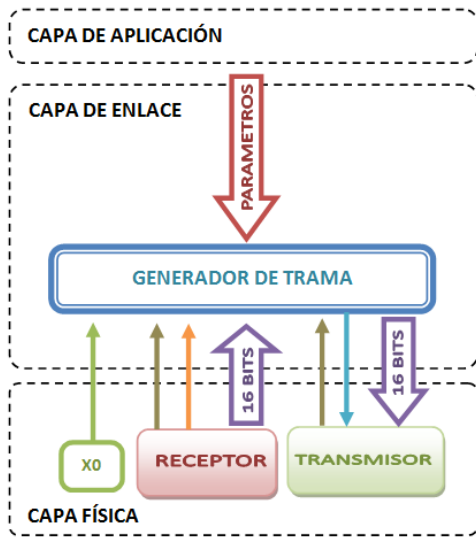 CAPA DE APLICACIÓN
CAPA DE ENLACE
PARAMETROS
GENERADOR DE TRAMA
16 BITS
16 BITS
X0
RECEPTOR
TRANSMISOR
CAPA FÍSICA